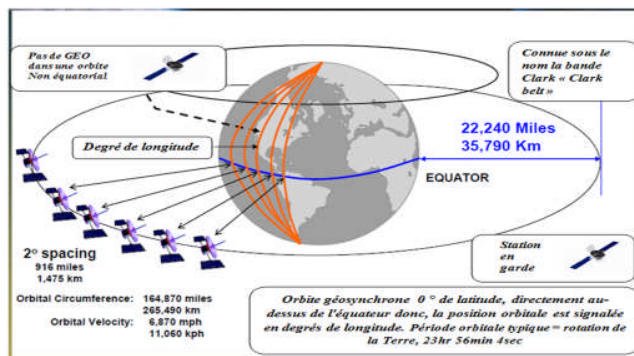 Pas de GEO
dans une orbite
Non équatorial
Connue sous le
nom la bande
Clark « Clark
belt »
Degré de longitude
22,240 Miles
35,790 Km
EQUATOR
2° spacing
916 miles
1,475 km
Orbital Circumference: 164,870 miles
265,490 km
Orbital Velocity: 6,870 mph
11,060 kph
Station
en
garde
Orbite géosynchrone 0 ° de latitude, directement au-
dessus de l'équateur donc, la position orbitale est signalée
en degrés de longitude. Période orbitale typique = rotation de
la Terre, 23hr 56min 4sec